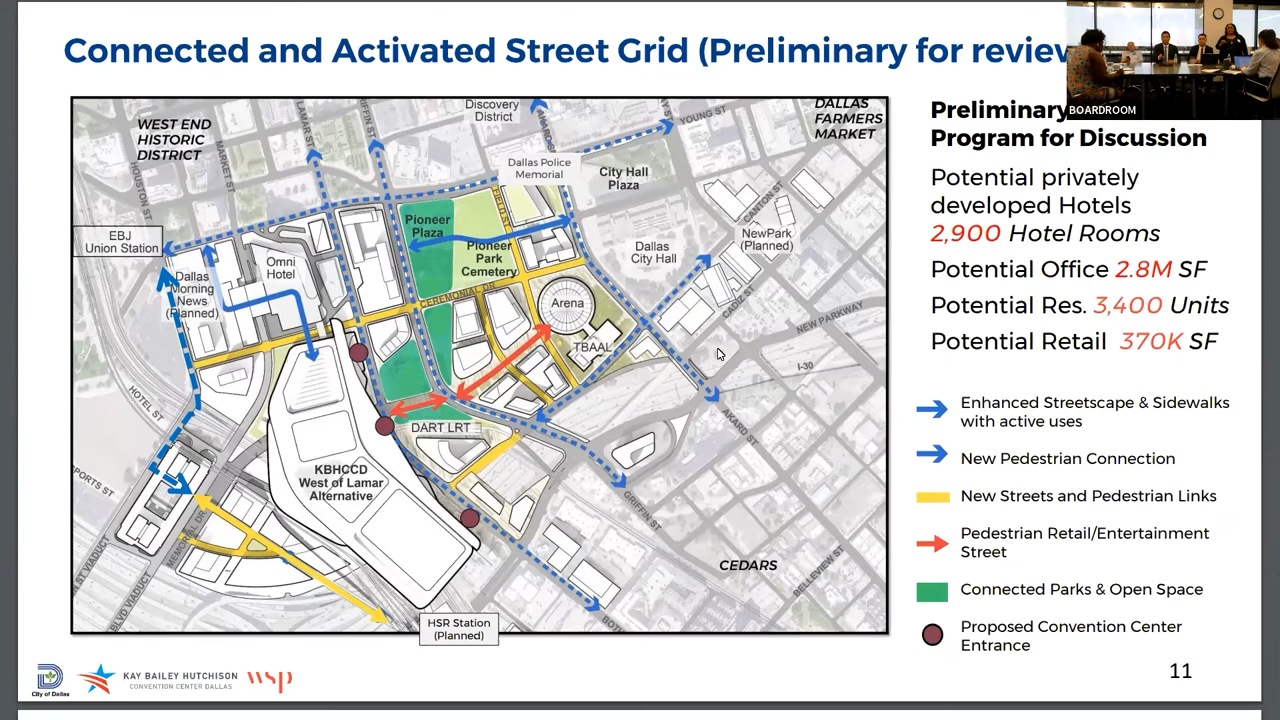 Connected and Activated Street Grid (Preliminary for review
BOARDROOM
WEST END
HISTORIC
DISTRICT
Discovery
District
DALLAS
FARMERS
MARKET
YOUNG ST
LAMAR ST
MARKET ST
HOUSTON ST
Dallas Police
Memorial
City Hall
Plaza
EBJ
Union Station
Pioneer
Plaza
Pioneer
Park
Cemetery
Dallas
City Hall
NewPark
(Planned)
CANTON ST
CADIZ ST
Omni
Hotel
Dallas
Morning
News
(Planned)
CEREMONIAL DR
Arena
TBAAL
NEW PARKWAY
I-30
HOTEL ST
DART LRT
AKARD ST
KBHCCD
West of Lamar
Alternative
GRIFFIN ST
MEMORIAL DR
CEDARS
BELLEVIEW ST
HSR Station
(Planned)
Preliminary
Program for Discussion
Potential privately
developed Hotels
2,900 Hotel Rooms
Potential Office 2.8M SF
Potential Res. 3,400 Units
Potential Retail 370K SF
Enhanced Streetscape & Sidewalks
with active uses
New Pedestrian Connection
New Streets and Pedestrian Links
Pedestrian Retail/Entertainment
Street
Connected Parks & Open Space
Proposed Convention Center
Entrance
City of Dallas
KAY BAILEY HUTCHISON
CONVENTION CENTER DALLAS
wsp
11